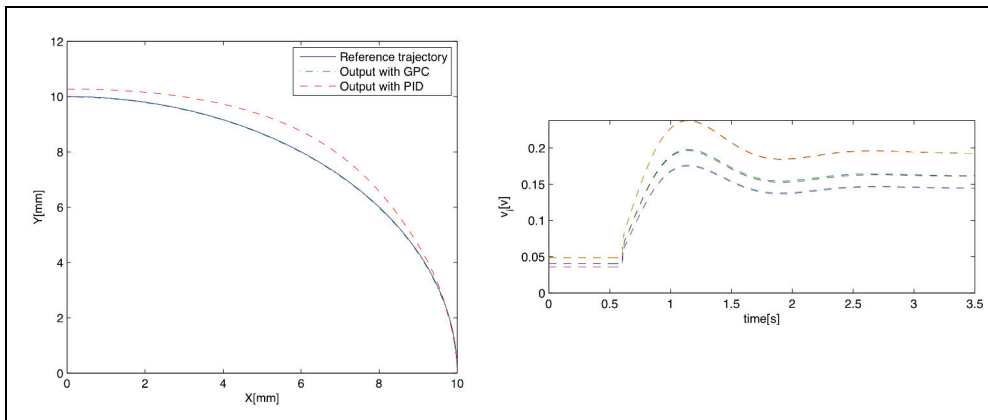 12
10
8
6
4
2
0
Y[mm]
0 2 4 6 8 10
X[mm]
Reference trajectory
Output with GPC
Output with PID
0.2
0.15
0.1
0.05
0
v_i[v]
0 0.5 1 1.5 2 2.5 3 3.5
time[s]